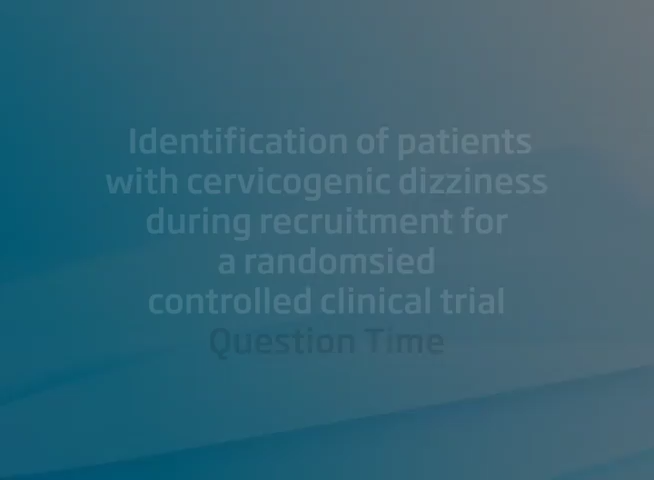 Identification of patients
with cervicogenic dizziness
during recruitment for
a randomsied
controlled clinical trial
Question Time